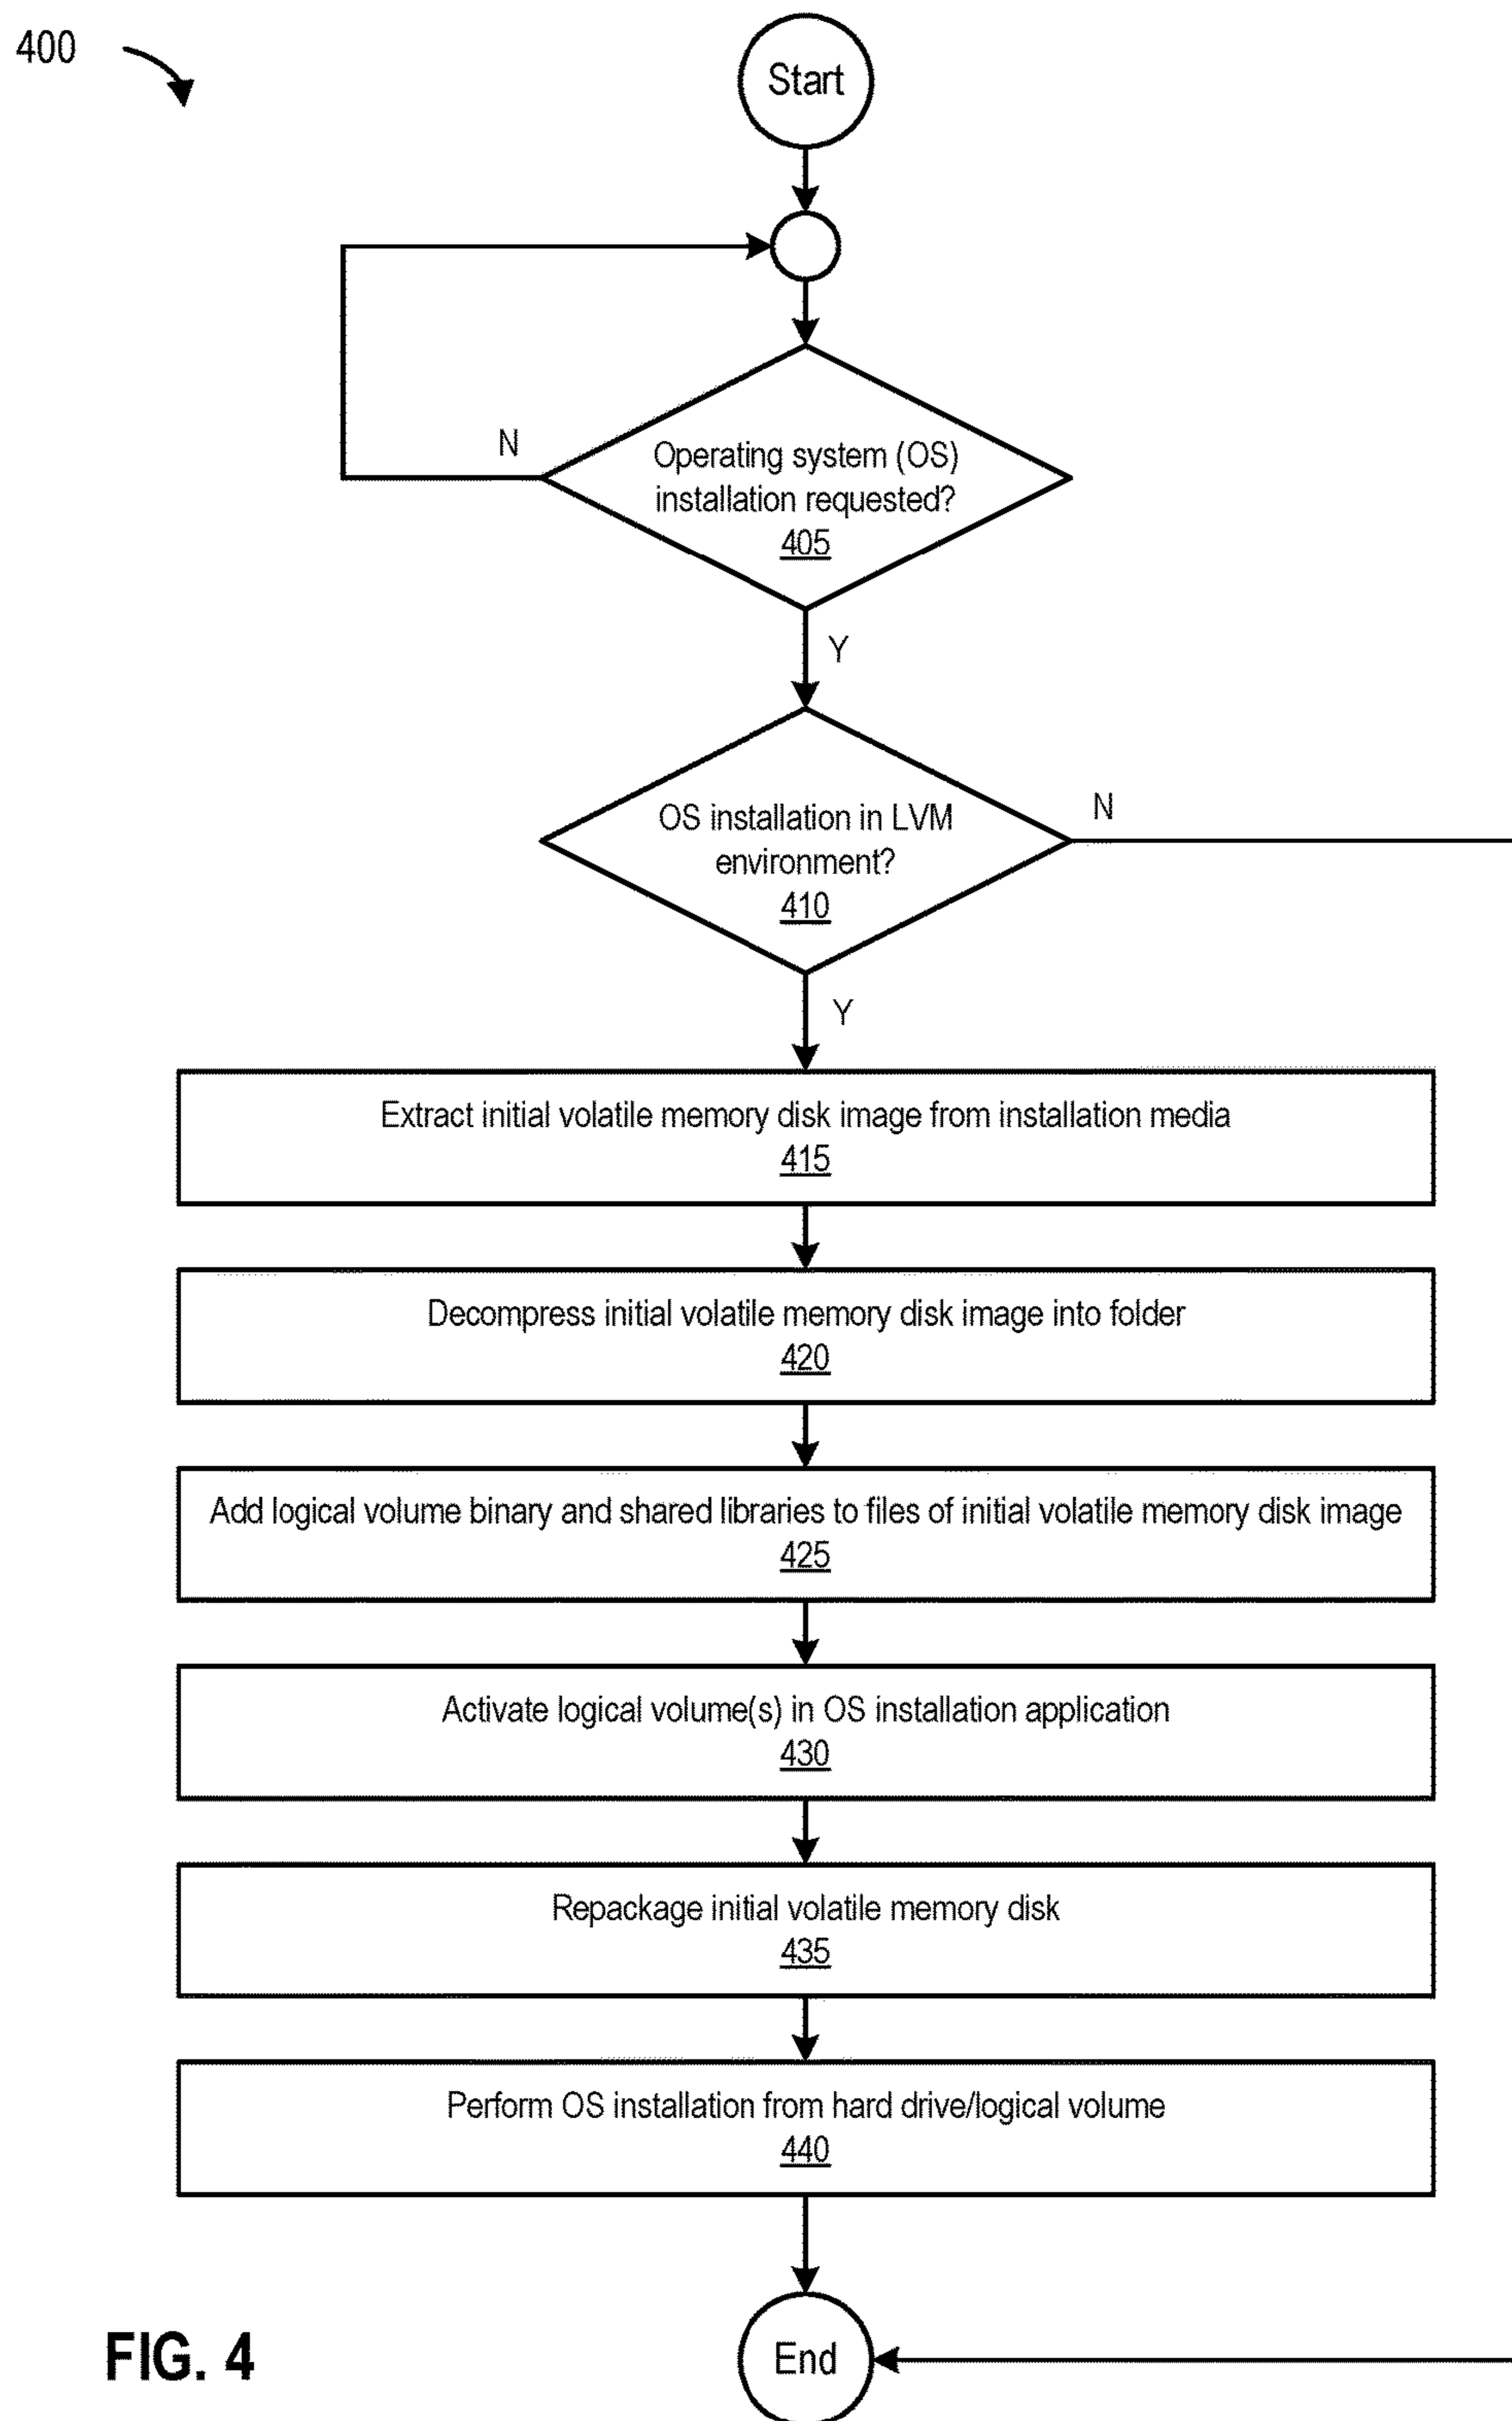 400
Start
N
Operating system (OS)
installation requested?
405
Y
OS installation in LVM
environment?
410
N
Y
Extract initial volatile memory disk image from installation media
415
Decompress initial volatile memory disk image into folder
420
Add logical volume binary and shared libraries to files of initial volatile memory disk image
425
Activate logical volume(s) in OS installation application
430
Repackage initial volatile memory disk
435
Perform OS installation from hard drive/logical volume
440
End
FIG. 4